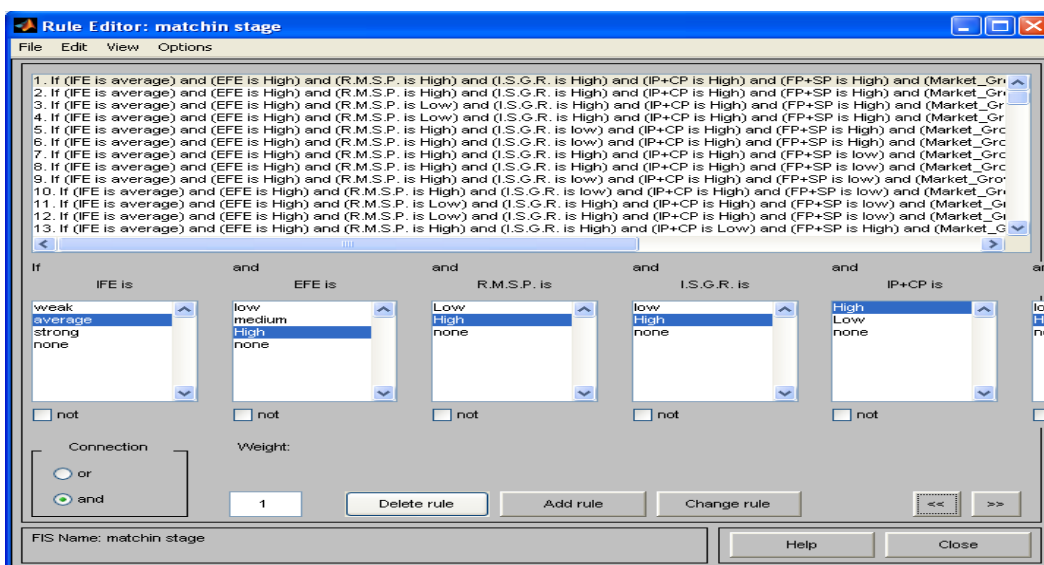 Rule Editor: matchin stage
File Edit View Options
1. If (IFE is average) and (EFE is High) and (R.M.S.P. is High) and (I.S.G.R. is High) and (IP+CP is High) and (FP+SP is High) and (Market_Gr
2. If (IFE is average) and (EFE is High) and (R.M.S.P. is High) and (I.S.G.R. is High) and (IP+CP is High) and (FP+SP is High) and (Market_Gr
3. If (IFE is average) and (EFE is High) and (R.M.S.P. is Low) and (I.S.G.R. is High) and (IP+CP is High) and (FP+SP is High) and (Market_Gr
4. If (IFE is average) and (EFE is High) and (R.M.S.P. is Low) and (I.S.G.R. is High) and (IP+CP is High) and (FP+SP is High) and (Market_Gr
5. If (IFE is average) and (EFE is High) and (R.M.S.P. is High) and (I.S.G.R. is low) and (IP+CP is High) and (FP+SP is High) and (Market_Grc
6. If (IFE is average) and (EFE is High) and (R.M.S.P. is High) and (I.S.G.R. is low) and (IP+CP is High) and (FP+SP is High) and (Market_Grc
7. If (IFE is average) and (EFE is High) and (R.M.S.P. is High) and (I.S.G.R. is High) and (IP+CP is High) and (FP+SP is low) and (Market_Grc
8. If (IFE is average) and (EFE is High) and (R.M.S.P. is High) and (I.S.G.R. is High) and (IP+CP is High) and (FP+SP is low) and (Market_Grc
9. If (IFE is average) and (EFE is High) and (R.M.S.P. is High) and (I.S.G.R. is low) and (IP+CP is High) and (FP+SP is low) and (Market_Grov
10. If (IFE is average) and (EFE is High) and (R.M.S.P. is High) and (I.S.G.R. is low) and (IP+CP is High) and (FP+SP is low) and (Market_Gr
11. If (IFE is average) and (EFE is High) and (R.M.S.P. is Low) and (I.S.G.R. is High) and (IP+CP is High) and (FP+SP is low) and (Market_G
12. If (IFE is average) and (EFE is High) and (R.M.S.P. is Low) and (I.S.G.R. is High) and (IP+CP is High) and (FP+SP is low) and (Market_G
13. If (IFE is average) and (EFE is High) and (R.M.S.P. is High) and (I.S.G.R. is High) and (IP+CP is Low) and (FP+SP is High) and (Market_G
If and and and and
IFE is EFE is R.M.S.P. is I.S.G.R. is IP+CP is
weak low Low low High
average medium High High Low
strong High none none none
none none
not not not not not
Connection Weight:
or
and 1 Delete rule Add rule Change rule << >>
FIS Name: matchin stage Help Close